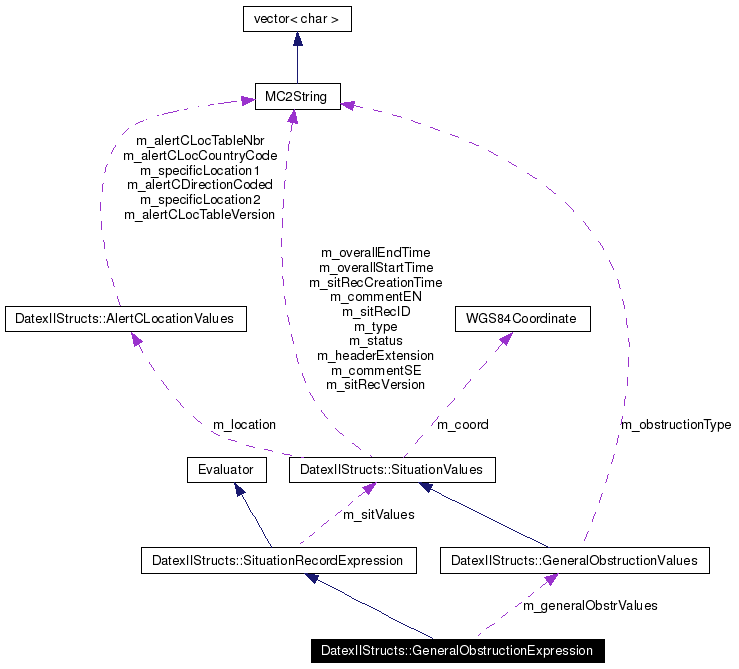 vector< char >
MC2String
m_alertCLocTableNbr
m_alertCLocCountryCode
m_specificLocation1
m_alertCDirectionCoded
m_specificLocation2
m_alertCLocTableVersion
m_overallEndTime
m_overallStartTime
m_sitRecCreationTime
m_commentEN
m_sitRecID
m_type
m_status
m_headerExtension
m_commentSE
m_sitRecVersion
DatexIIStructs::AlertCLocationValues
WGS84Coordinate
m_location
m_coord
m_obstructionType
Evaluator
DatexIIStructs::SituationValues
m_sitValues
DatexIIStructs::SituationRecordExpression
DatexIIStructs::GeneralObstructionValues
m_generalObstrValues
DatexIIStructs::GeneralObstructionExpression